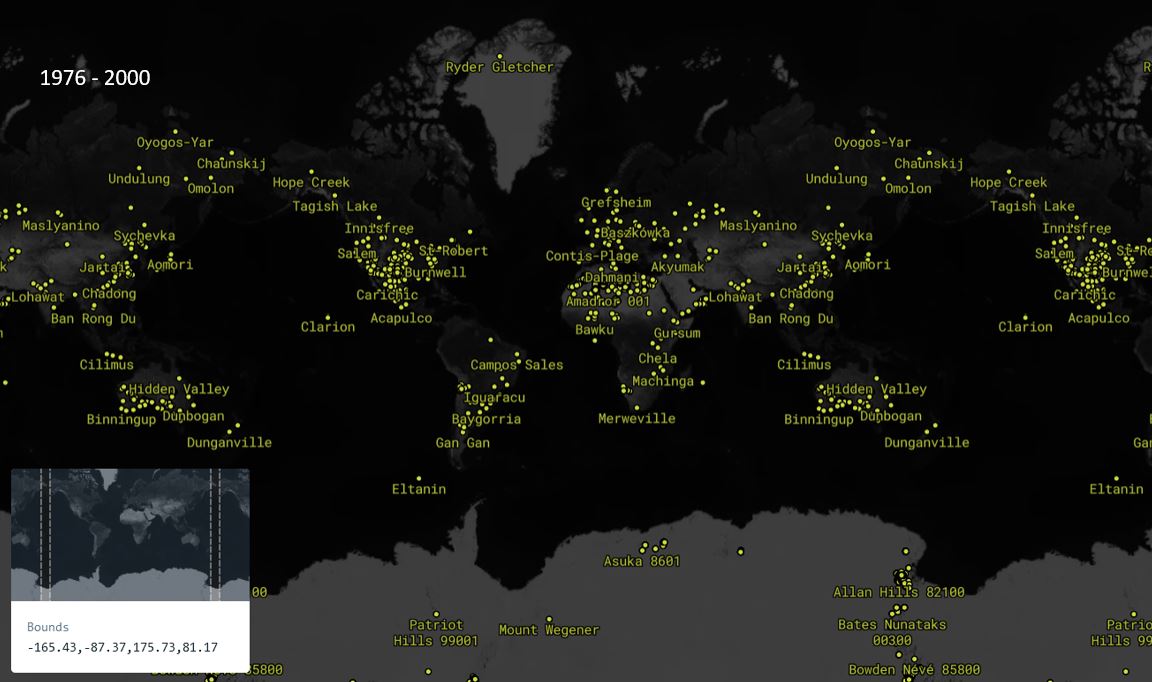 Ryder Gletcher
R
1976 - 2000
Oyogos-Yar
Oyogos-Yar
Chaunskij
Chaunskij
Undulung
Omolon
Hope Creek
Undulung
Omolon
Hope Creek
Tagish Lake
Grefsheim
Tagish Lake
Maslyanino
Sychevka
Innisfree
Baszkówka
Maslyanino
Sychevka
Innisfree
Salem
St-Robert
Contis-Plage
Salem
St-Ro
k
Jartai
Aomori
Burnwell
Dahmani
Akyumak
Jartai
Aomori
Burnwe
Lohawat
Chadong
Carichic
Amadror 001
Lohawat
Chadong
Carichic
Ban Rong Du
Clarion
Acapulco
Bawku
Gursum
Ban Rong Du
Clarion
Acapulco
n
Cilimus
Campos Sales
Chela
Cilimus
Hidden Valley
Iguaracu
Machinga
Hidden Valley
Binningup
Dunbogan
Baygorria
Merweville
Binningup
Dunbogan
Dunganville
Gan Gan
Dunganville
Ga
Eltanin
Eltanin
Asuka 8601
00
Allan Hills 82100
Patriot
Hills 99001
Mount Wegener
Bates Nunataks
00300
Patrio
Hills 99
Bounds
-165.43,-87.37,175.73,81.17
85800
Bowden Névé 85800